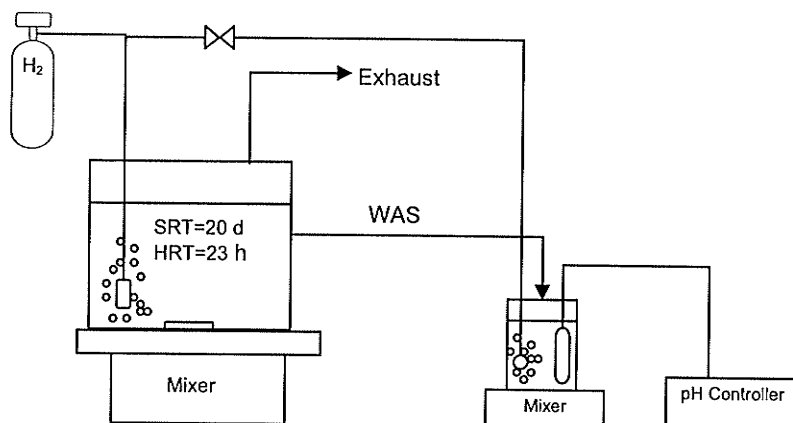 H₂
Exhaust
SRT=20 d
HRT=23 h
WAS
Mixer
Mixer
pH Controller